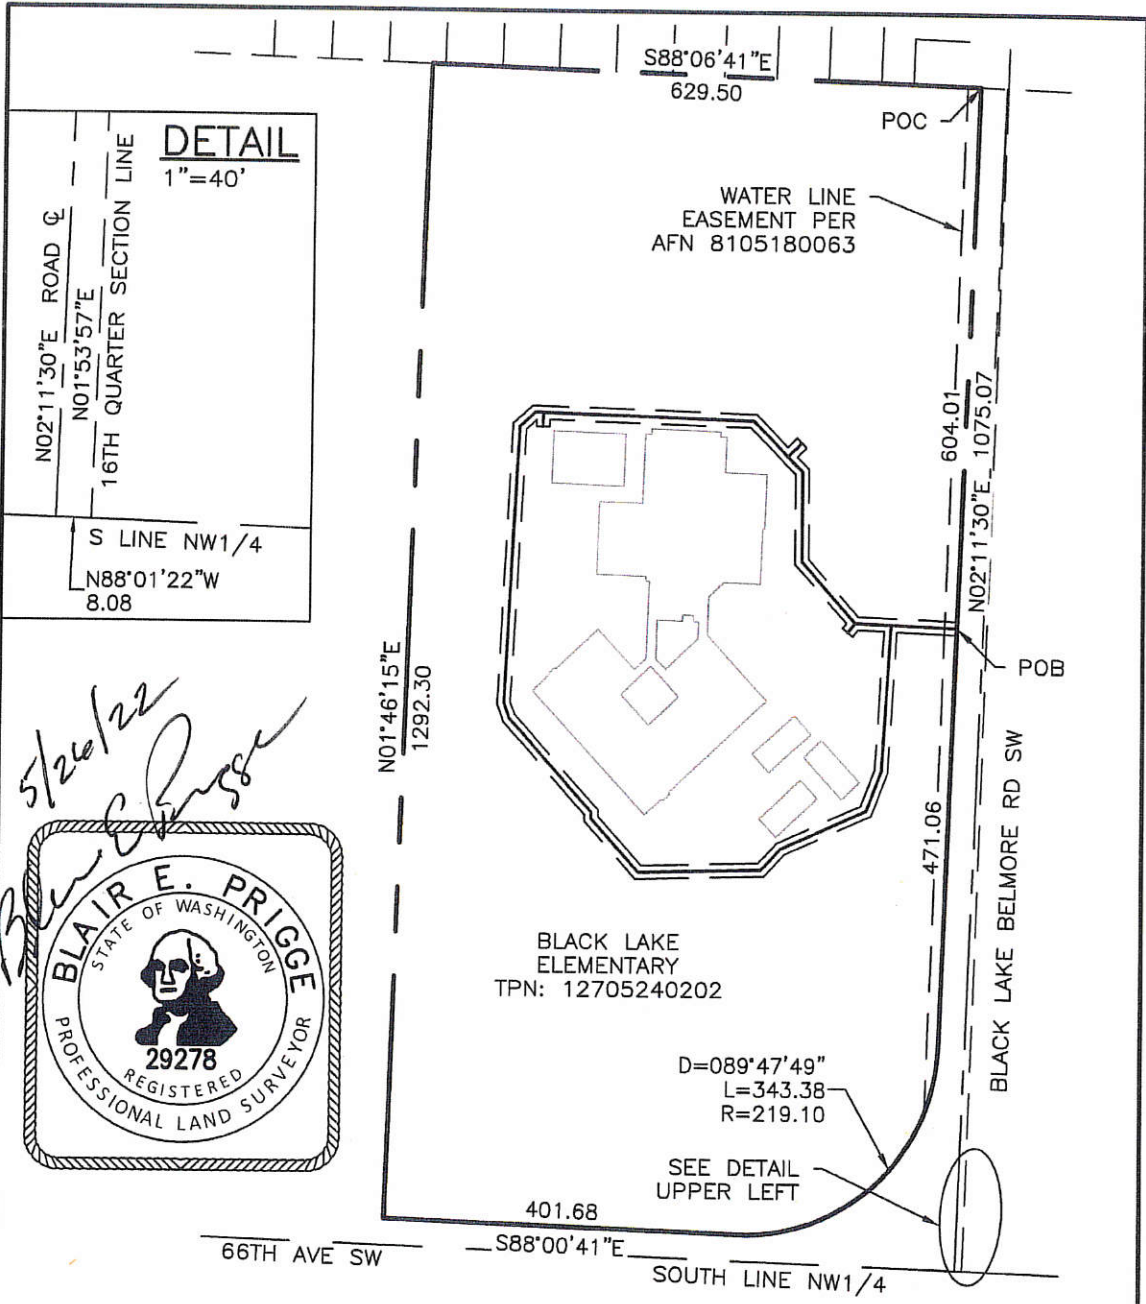 S88°06'41"E
629.50
POC
DETAIL
1"=40'
N02°11'30"E ROAD ℄
N01°53'57"E
16TH QUARTER SECTION LINE
S LINE NW1/4
N88°01'22"W
8.08
WATER LINE
EASEMENT PER
AFN 8105180063
604.01
N02°11'30"E 1075.07
N01°46'15"E
1292.30
POB
BLACK LAKE BELMORE RD SW
471.06
5/26/22
Blair E Prigge
BLAIR E. PRIGGE
STATE OF WASHINGTON
29278
REGISTERED
PROFESSIONAL LAND SURVEYOR
BLACK LAKE
ELEMENTARY
TPN: 12705240202
D=089°47'49"
L=343.38
R=219.10
SEE DETAIL
UPPER LEFT
401.68
66TH AVE SW
S88°00'41"E
SOUTH LINE NW1/4